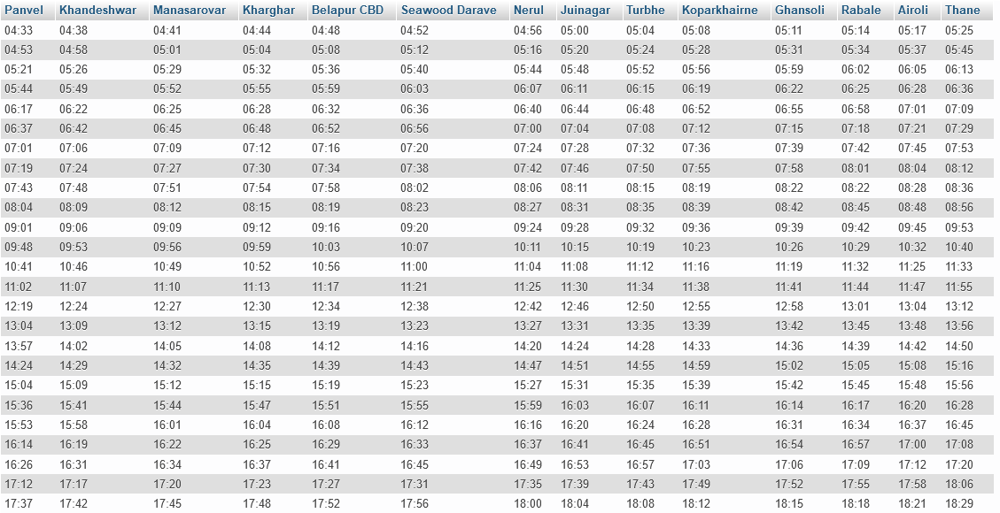 Panvel Khandeshwar Manasarovar Kharghar Belapur CBD Seawood Darave Nerul Juinagar Turbhe Koparkhairne Ghansoli Rabale Airoli Thane
04:33 04:38 04:41 04:44 04:48 04:52 04:56 05:00 05:04 05:08 05:11 05:14 05:17 05:25
04:53 04:58 05:01 05:04 05:08 05:12 05:16 05:20 05:24 05:28 05:31 05:34 05:37 05:45
05:21 05:26 05:29 05:32 05:36 05:40 05:44 05:48 05:52 05:56 05:59 06:02 06:05 06:13
05:44 05:49 05:52 05:55 05:59 06:03 06:07 06:11 06:15 06:19 06:22 06:25 06:28 06:36
06:17 06:22 06:25 06:28 06:32 06:36 06:40 06:44 06:48 06:52 06:55 06:58 07:01 07:09
06:37 06:42 06:45 06:48 06:52 06:56 07:00 07:04 07:08 07:12 07:15 07:18 07:21 07:29
07:01 07:06 07:09 07:12 07:16 07:20 07:24 07:28 07:32 07:36 07:39 07:42 07:45 07:53
07:19 07:24 07:27 07:30 07:34 07:38 07:42 07:46 07:50 07:55 07:58 08:01 08:04 08:12
07:43 07:48 07:51 07:54 07:58 08:02 08:06 08:11 08:15 08:19 08:22 08:22 08:28 08:36
08:04 08:09 08:12 08:15 08:19 08:23 08:27 08:31 08:35 08:39 08:42 08:45 08:48 08:56
09:01 09:06 09:09 09:12 09:16 09:20 09:24 09:28 09:32 09:36 09:39 09:42 09:45 09:53
09:48 09:53 09:56 09:59 10:03 10:07 10:11 10:15 10:19 10:23 10:26 10:29 10:32 10:40
10:41 10:46 10:49 10:52 10:56 11:00 11:04 11:08 11:12 11:16 11:19 11:32 11:25 11:33
11:02 11:07 11:10 11:13 11:17 11:21 11:25 11:30 11:34 11:38 11:41 11:44 11:47 11:55
12:19 12:24 12:27 12:30 12:34 12:38 12:42 12:46 12:50 12:55 12:58 13:01 13:04 13:12
13:04 13:09 13:12 13:15 13:19 13:23 13:27 13:31 13:35 13:39 13:42 13:45 13:48 13:56
13:57 14:02 14:05 14:08 14:12 14:16 14:20 14:24 14:28 14:33 14:36 14:39 14:42 14:50
14:24 14:29 14:32 14:35 14:39 14:43 14:47 14:51 14:55 14:59 15:02 15:05 15:08 15:16
15:04 15:09 15:12 15:15 15:19 15:23 15:27 15:31 15:35 15:39 15:42 15:45 15:48 15:56
15:36 15:41 15:44 15:47 15:51 15:55 15:59 16:03 16:07 16:11 16:14 16:17 16:20 16:28
15:53 15:58 16:01 16:04 16:08 16:12 16:16 16:20 16:24 16:28 16:31 16:34 16:37 16:45
16:14 16:19 16:22 16:25 16:29 16:33 16:37 16:41 16:45 16:51 16:54 16:57 17:00 17:08
16:26 16:31 16:34 16:37 16:41 16:45 16:49 16:53 16:57 17:03 17:06 17:09 17:12 17:20
17:12 17:17 17:20 17:23 17:27 17:31 17:35 17:39 17:43 17:49 17:52 17:55 17:58 18:06
17:37 17:42 17:45 17:48 17:52 17:56 18:00 18:04 18:08 18:12 18:15 18:18 18:21 18:29